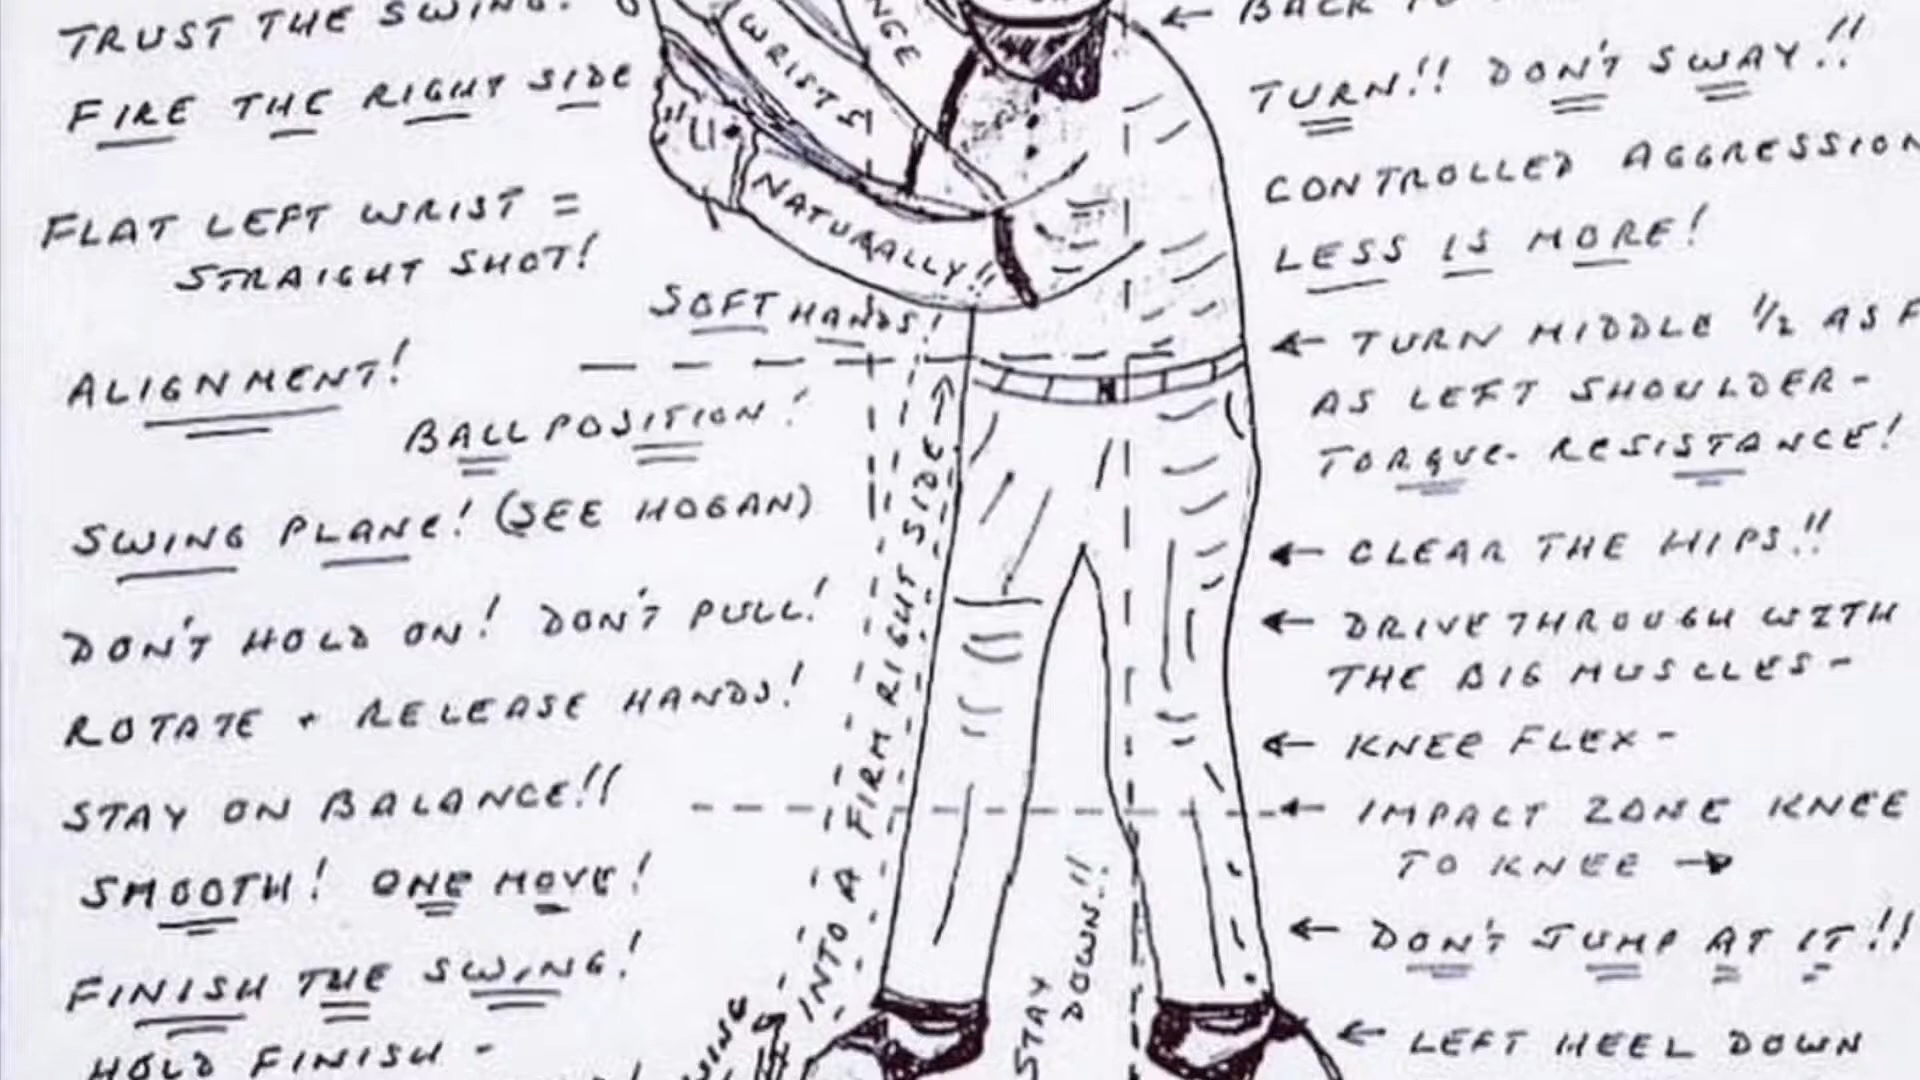 TRUST THE SWING!
FIRE THE RIGHT SIDE
FLAT LEFT WRIST =
STRAIGHT SHOT!
ALIGNMENT!
BALL POSITION!
SWING PLANE! (SEE HOGAN)
DON'T HOLD ON! DON'T PULL!
ROTATE + RELEASE HANDS!
STAY ON BALANCE!!
SMOOTH! ONE MOVE!
FINISH THE SWING!
HOLD FINISH -
WRISTS
"U"
NATURALLY!!
SOFT HANDS!
INTO A FIRM RIGHT SIDE
STAY
DOWN!!
BACK
TURN!! DON'T SWAY!!
CONTROLLED AGGRESSION
LESS IS MORE!
← TURN MIDDLE 1/2 AS
AS LEFT SHOULDER -
TORQUE - RESISTANCE!
← CLEAR THE HIPS!!
← DRIVE THROUGH WITH
THE BIG MUSCLES -
← KNEE FLEX -
← IMPACT ZONE KNEE
TO KNEE →
← DON'T JUMP AT IT!!
← LEFT HEEL DOWN